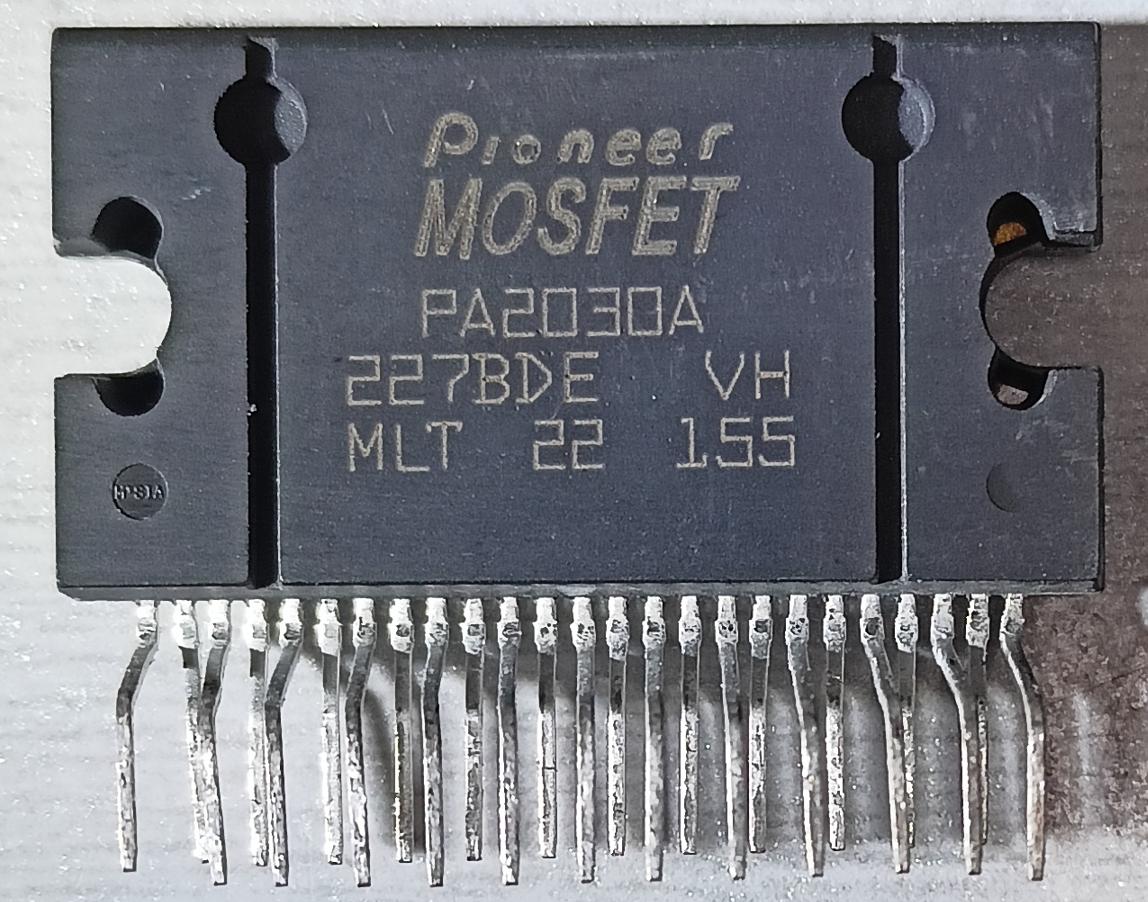 Pioneer
MOSFET
PA2030A
227BDE VH
MLT 22 155